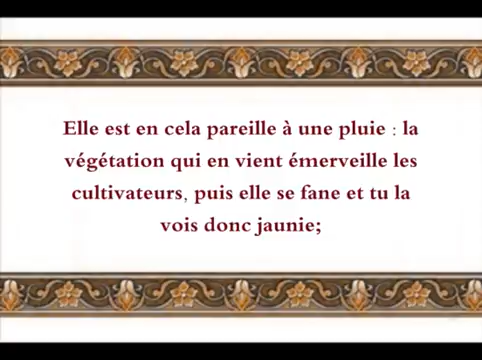 Elle est en cela pareille à une pluie : la
végétation qui en vient émerveille les
cultivateurs, puis elle se fane et tu la
vois donc jaunie;